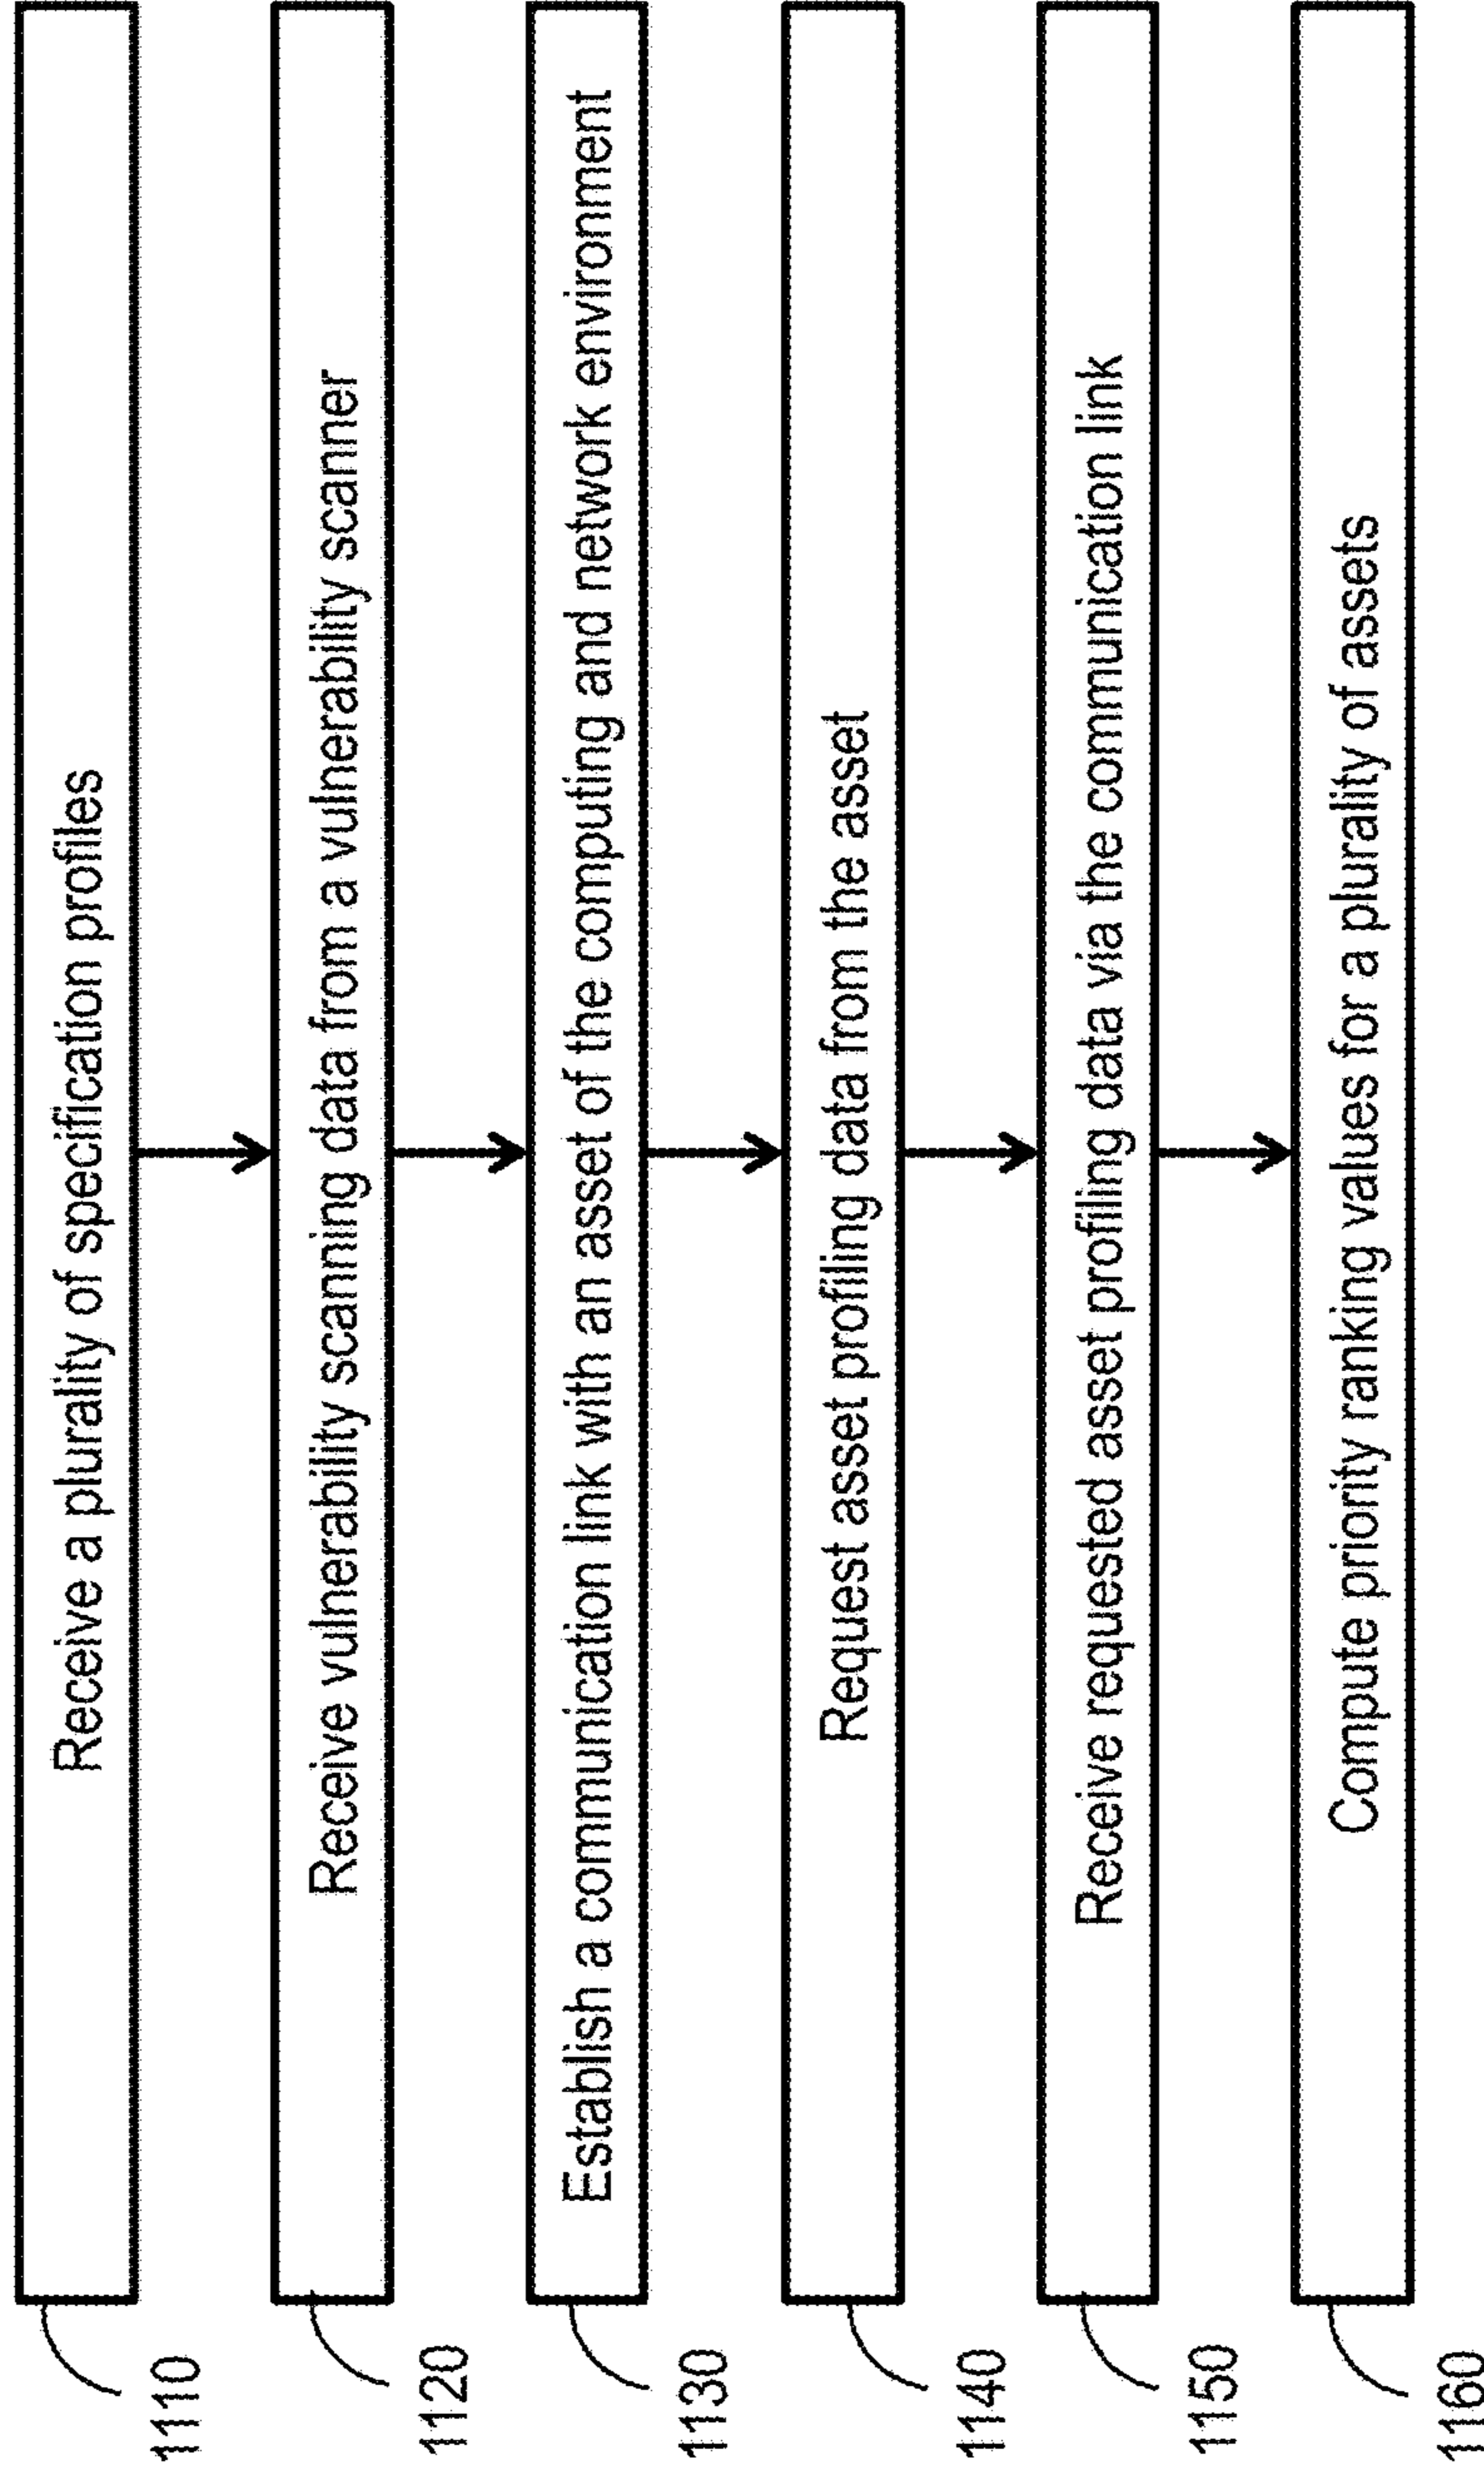 Receive a plurality of specification profiles
1110
Receive vulnerability scanning data from a vulnerability scanner
1120
Establish a communication link with an asset of the computing and network environment
1130
Request asset profiling data from the asset
1140
Receive requested asset profiling data via the communication link
1150
Compute priority ranking values for a plurality of assets
1160